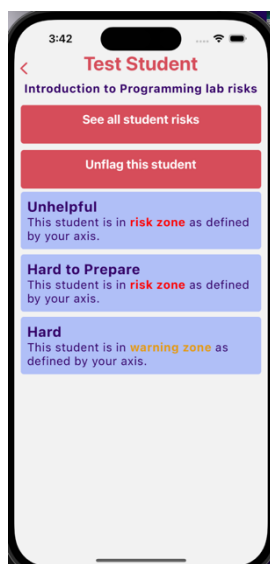 3:42
Test Student
Introduction to Programming lab risks
See all student risks
Unflag this student
Unhelpful
This student is in risk zone as defined
by your axis.
Hard to Prepare
This student is in risk zone as defined
by your axis.
Hard
This student is in warning zone as
defined by your axis.